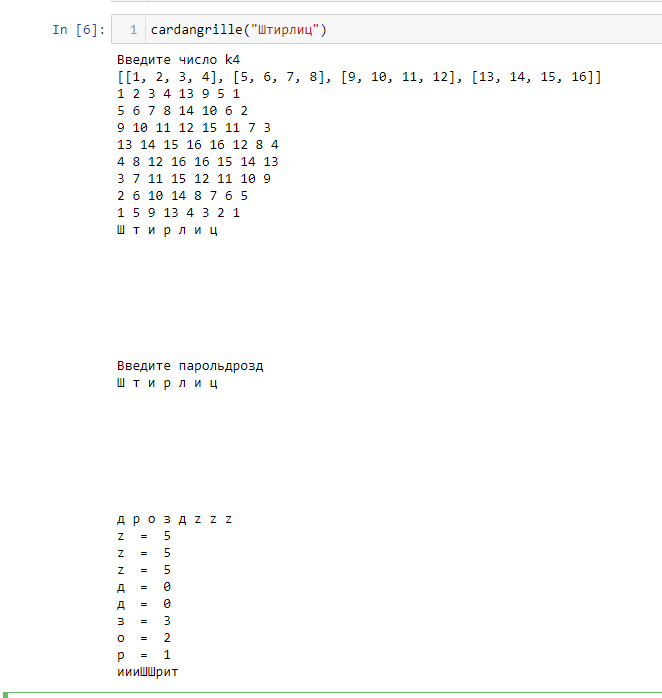 In [6]: 1 cardangrille("Штирлиц")
Введите число k4
[[1, 2, 3, 4], [5, 6, 7, 8], [9, 10, 11, 12], [13, 14, 15, 16]]
1 2 3 4 13 9 5 1
5 6 7 8 14 10 6 2
9 10 11 12 15 11 7 3
13 14 15 16 16 12 8 4
4 8 12 16 16 15 14 13
3 7 11 15 12 11 10 9
2 6 10 14 8 7 6 5
1 5 9 13 4 3 2 1
Ш т и р л и ц
Введите парольдрозд
Ш т и р л и ц
д р о з д z z z
z = 5
z = 5
z = 5
д = 0
д = 0
з = 3
о = 2
р = 1
иииШШрит